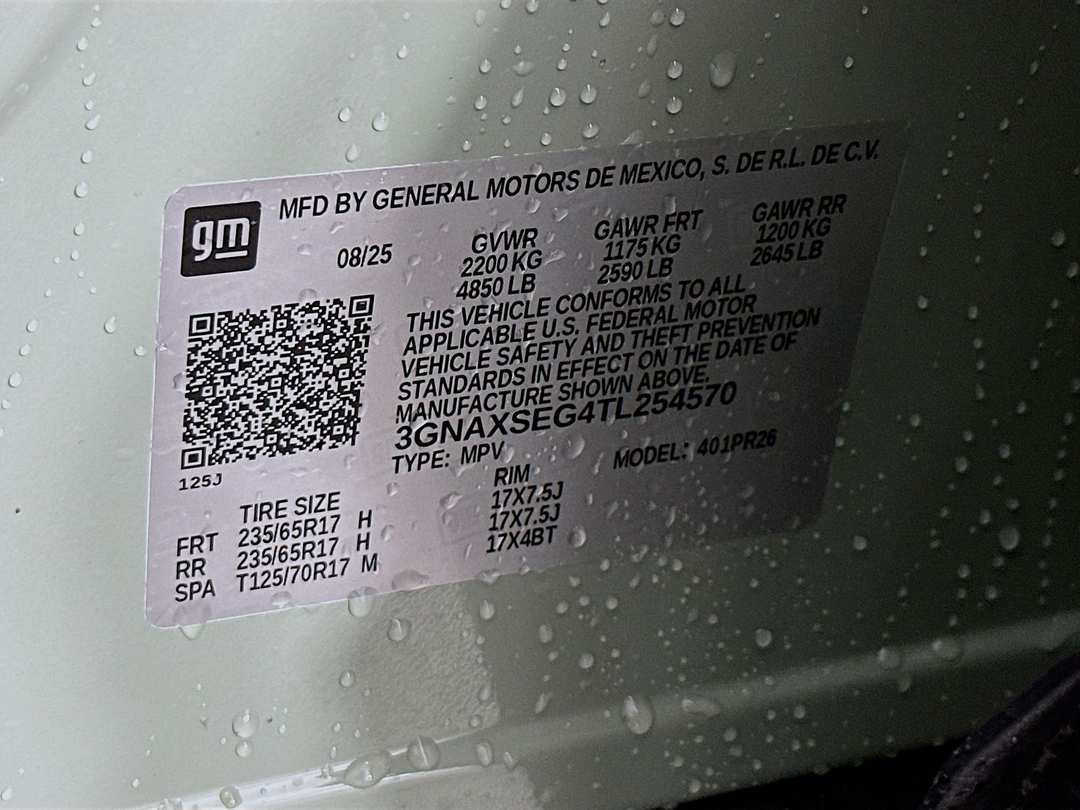 gm
MFD BY GENERAL MOTORS DE MEXICO, S. DE R.L. DE C.V.
08/25 GVWR GAWR FRT GAWR RR
2200 KG 1175 KG 1200 KG
4850 LB 2590 LB 2645 LB
THIS VEHICLE CONFORMS TO ALL
APPLICABLE U.S. FEDERAL MOTOR
VEHICLE SAFETY AND THEFT PREVENTION
STANDARDS IN EFFECT ON THE DATE OF
MANUFACTURE SHOWN ABOVE.
3GNAXSEG4TL254570
TYPE: MPV MODEL: 401PR26
125J
TIRE SIZE RIM
FRT 235/65R17 H 17X7.5J
RR 235/65R17 H 17X7.5J
SPA T125/70R17 M 17X4BT